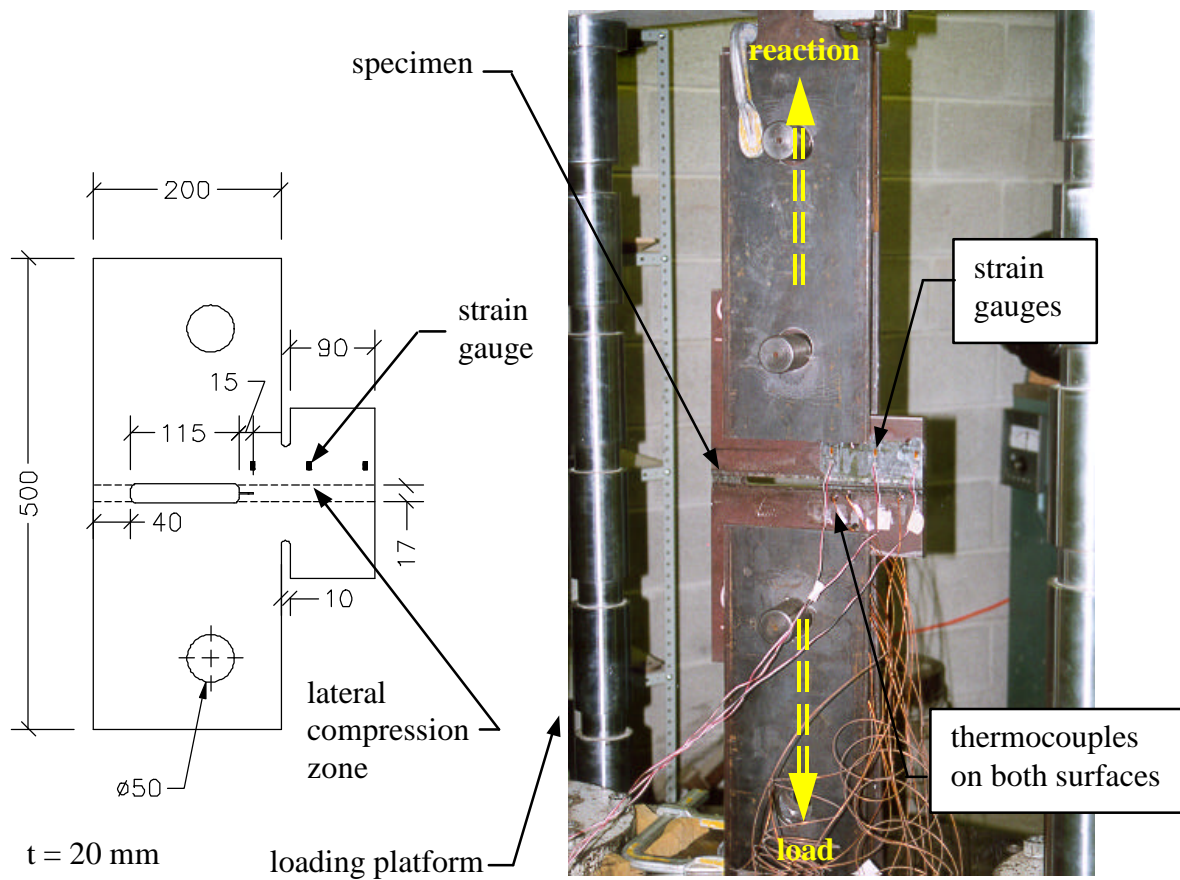 specimen
reaction
200
strain
gauge
strain
gauges
90
15
115
500
40
17
10
lateral
compression
zone
ø50
thermocouples
on both surfaces
t = 20 mm
loading platform
load